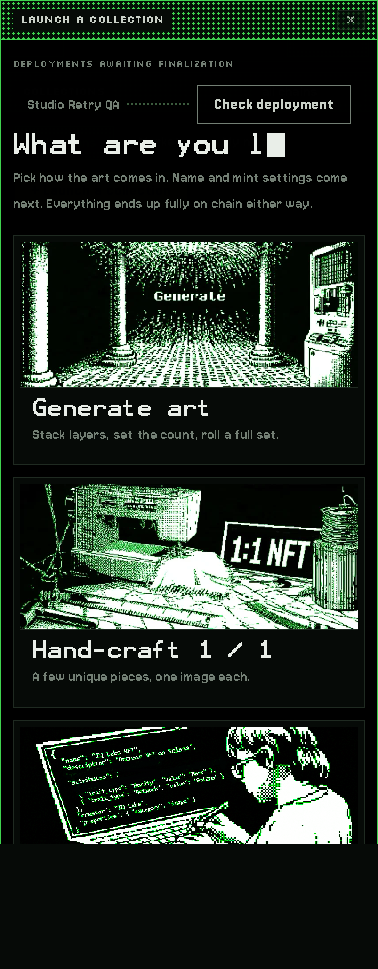 LAUNCH A COLLECTION
×
DEPLOYMENTS AWAITING FINALIZATION
Studio Retry QA
Check deployment
What are you l
Pick how the art comes in. Name and mint settings come
next. Everything ends up fully on chain either way.
Generate
Generate art
Stack layers, set the count, roll a full set.
1:1 NFT
Hand-craft 1 / 1
A few unique pieces, one image each.